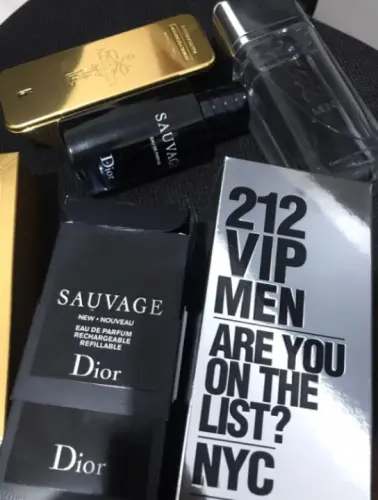 SAUVAGE
Dior
SAUVAGE
NEW • NOUVEAU
EAU DE PARFUM
RECHARGEABLE
REFILLABLE
Dior
Dior
212
VIP
MEN
ARE YOU
ON THE
LIST?
NYC